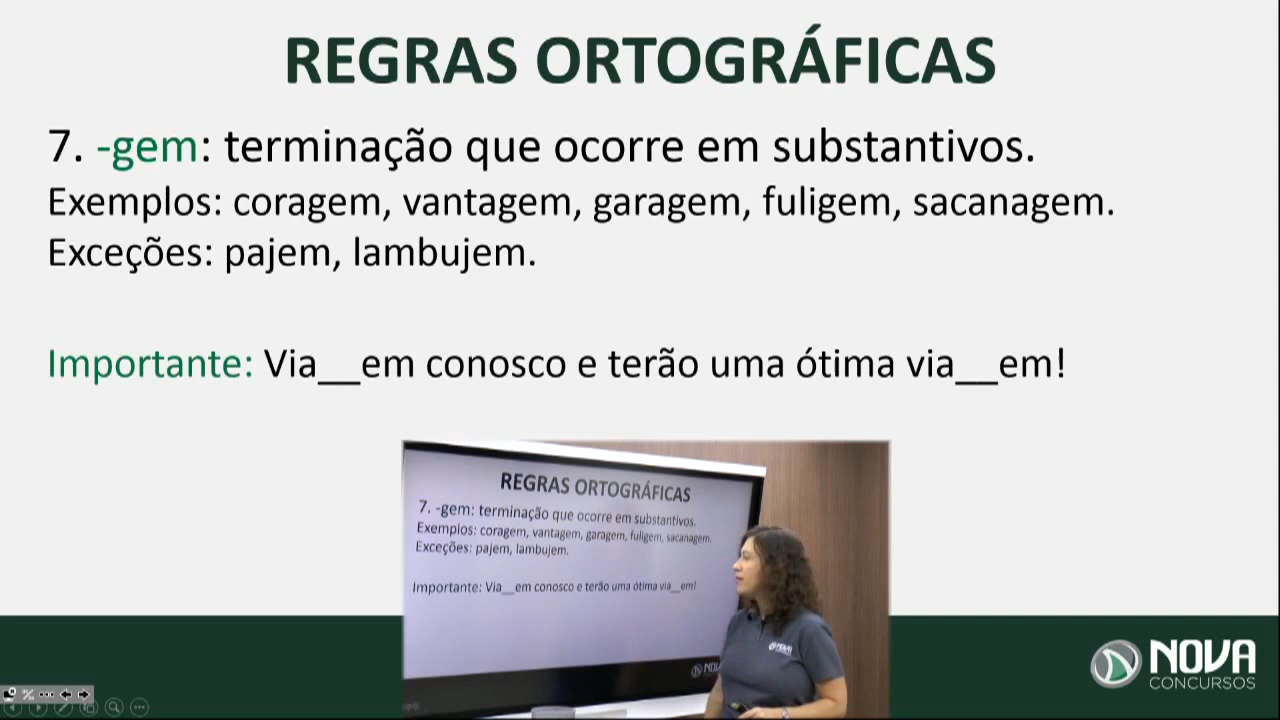 REGRAS ORTOGRÁFICAS
7. -gem: terminação que ocorre em substantivos.
Exemplos: coragem, vantagem, garagem, fuligem, sacanagem.
Exceções: pajem, lambujem.
Importante: Via__em conosco e terão uma ótima via__em!
REGRAS ORTOGRÁFICAS
7. -gem: terminação que ocorre em substantivos.
Exemplos: coragem, vantagem, garagem, fuligem, sacanagem.
Exceções: pajem, lambujem.
Importante: Via__em conosco e terão uma ótima via__em!
NOVA
CONCURSOS